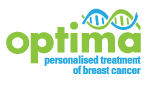 optima
personalised treatment
of breast cancer